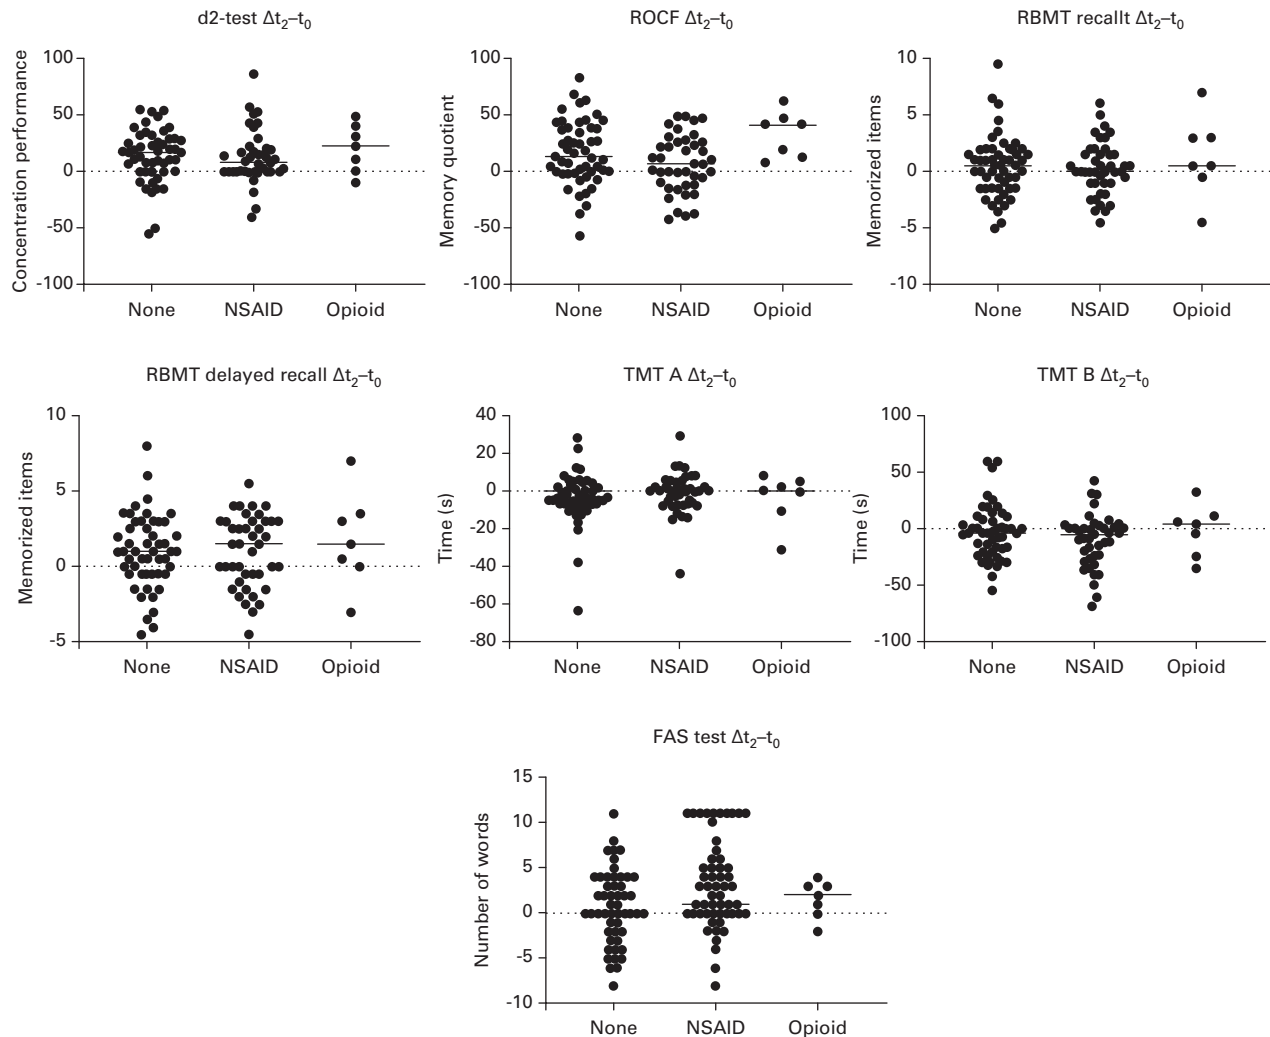 d2-test Δt2–t0
Concentration performance
100
50
0
-50
-100
None NSAID Opioid
ROCF Δt2–t0
Memory quotient
100
50
0
-50
-100
None NSAID Opioid
RBMT recallt Δt2–t0
Memorized items
10
5
0
-5
-10
None NSAID Opioid
RBMT delayed recall Δt2–t0
Memorized items
10
5
0
-5
None NSAID Opioid
TMT A Δt2–t0
Time (s)
40
20
0
-20
-40
-60
-80
None NSAID Opioid
TMT B Δt2–t0
Time (s)
100
50
0
-50
-100
None NSAID Opioid
FAS test Δt2–t0
Number of words
15
10
5
0
-5
-10
None NSAID Opioid